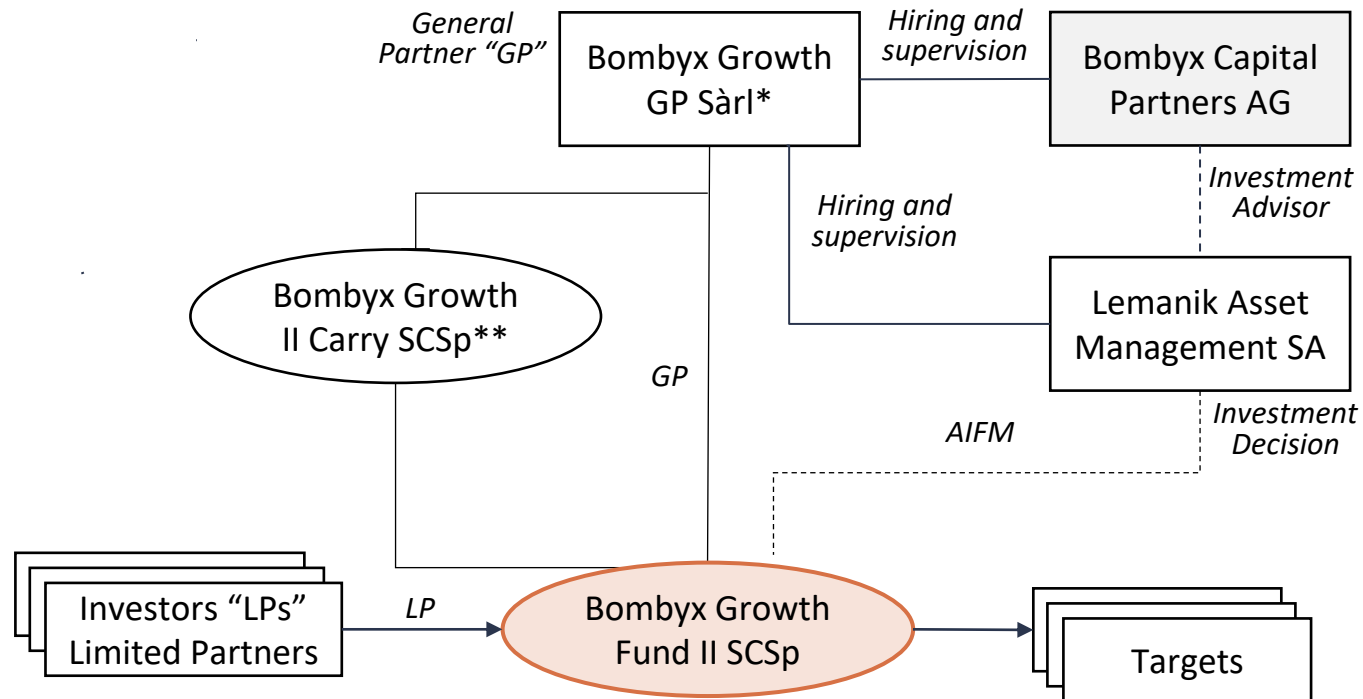 General
Partner “GP”
Bombyx Growth
GP Sàrl*
Hiring and
supervision
Bombyx Capital
Partners AG
Investment
Advisor
Hiring and
supervision
Bombyx Growth
II Carry SCSp**
Lemanik Asset
Management SA
GP
AIFM
Investment
Decision
Investors “LPs”
Limited Partners
LP
Bombyx Growth
Fund II SCSp
Targets